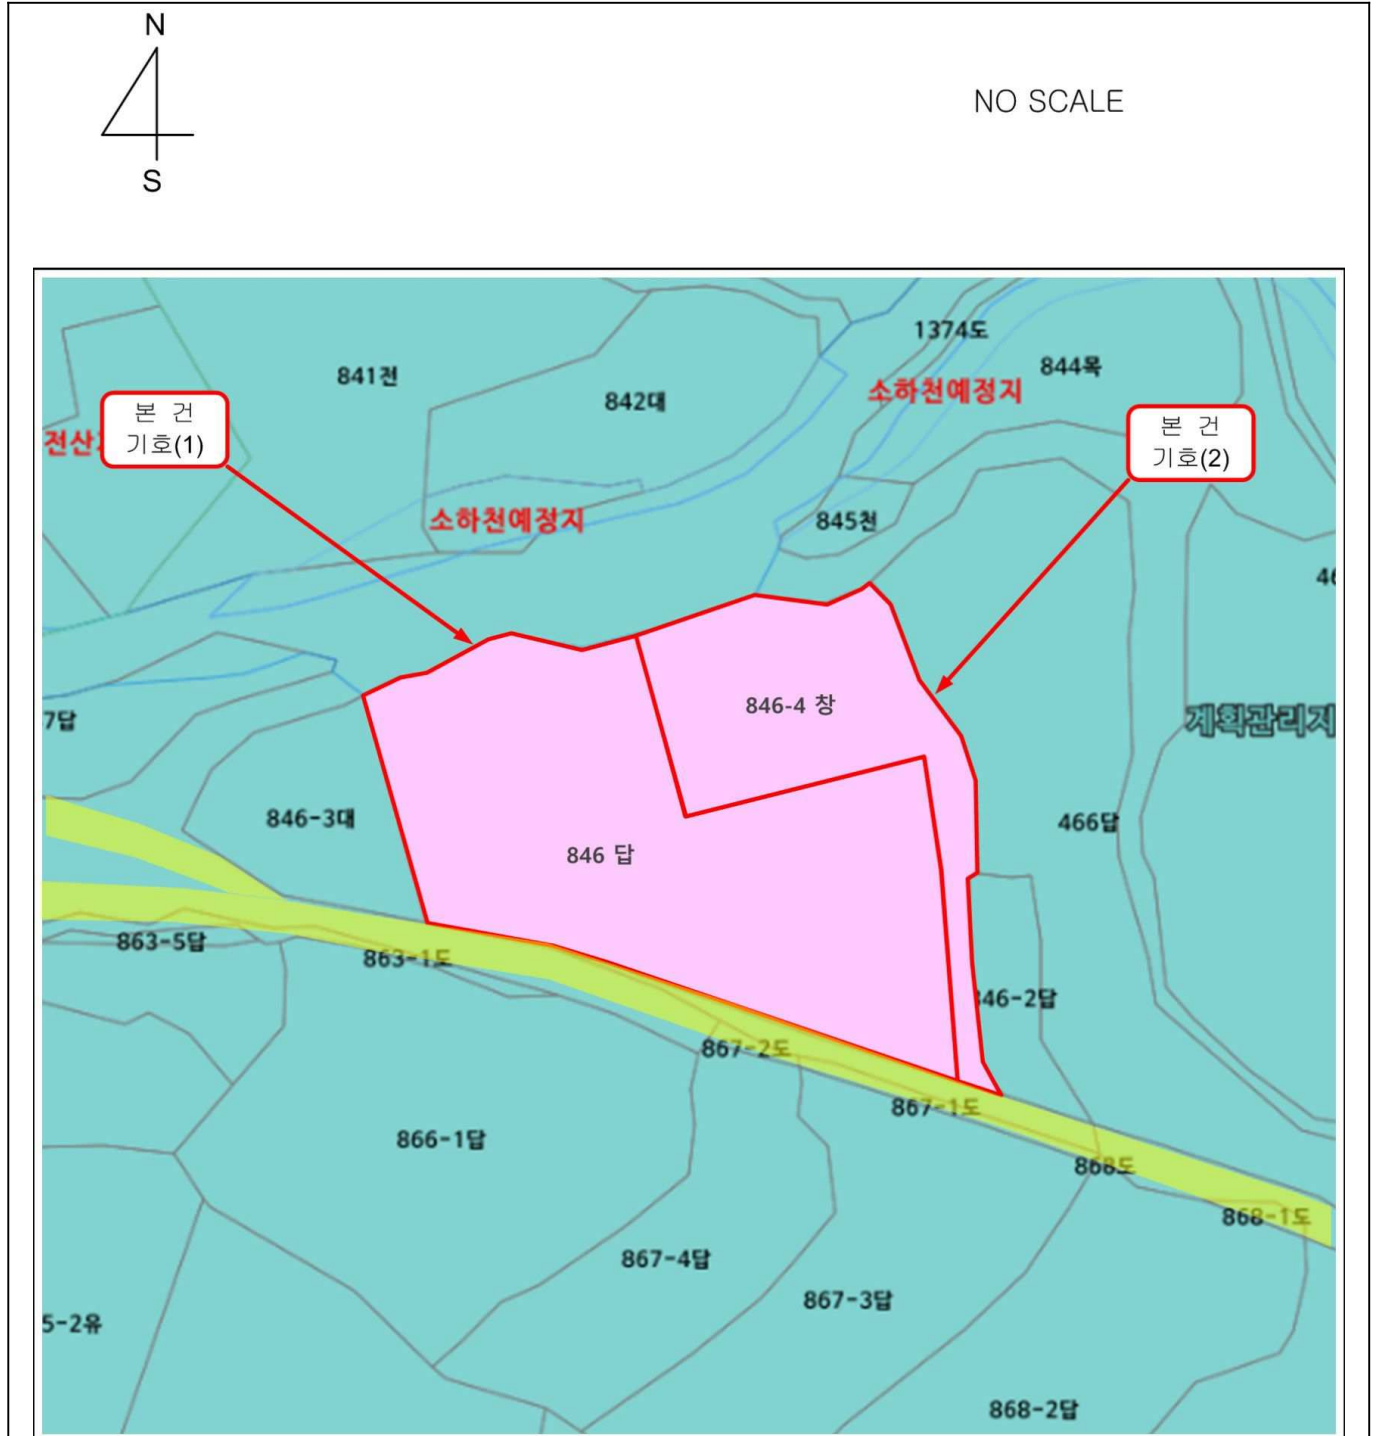 N
S
NO SCALE
1374도
844목
841전
842대
소하천예정지
본 건
기호(1)
전산
본 건
기호(2)
소하천예정지
845천
46
846-4 창
7답
계획관리지
846-3대
466답
846 답
863-5답
863-1도
46-2답
867-2도
867-1도
866-1답
868도
868-1도
867-4답
867-3답
5-2유
868-2답